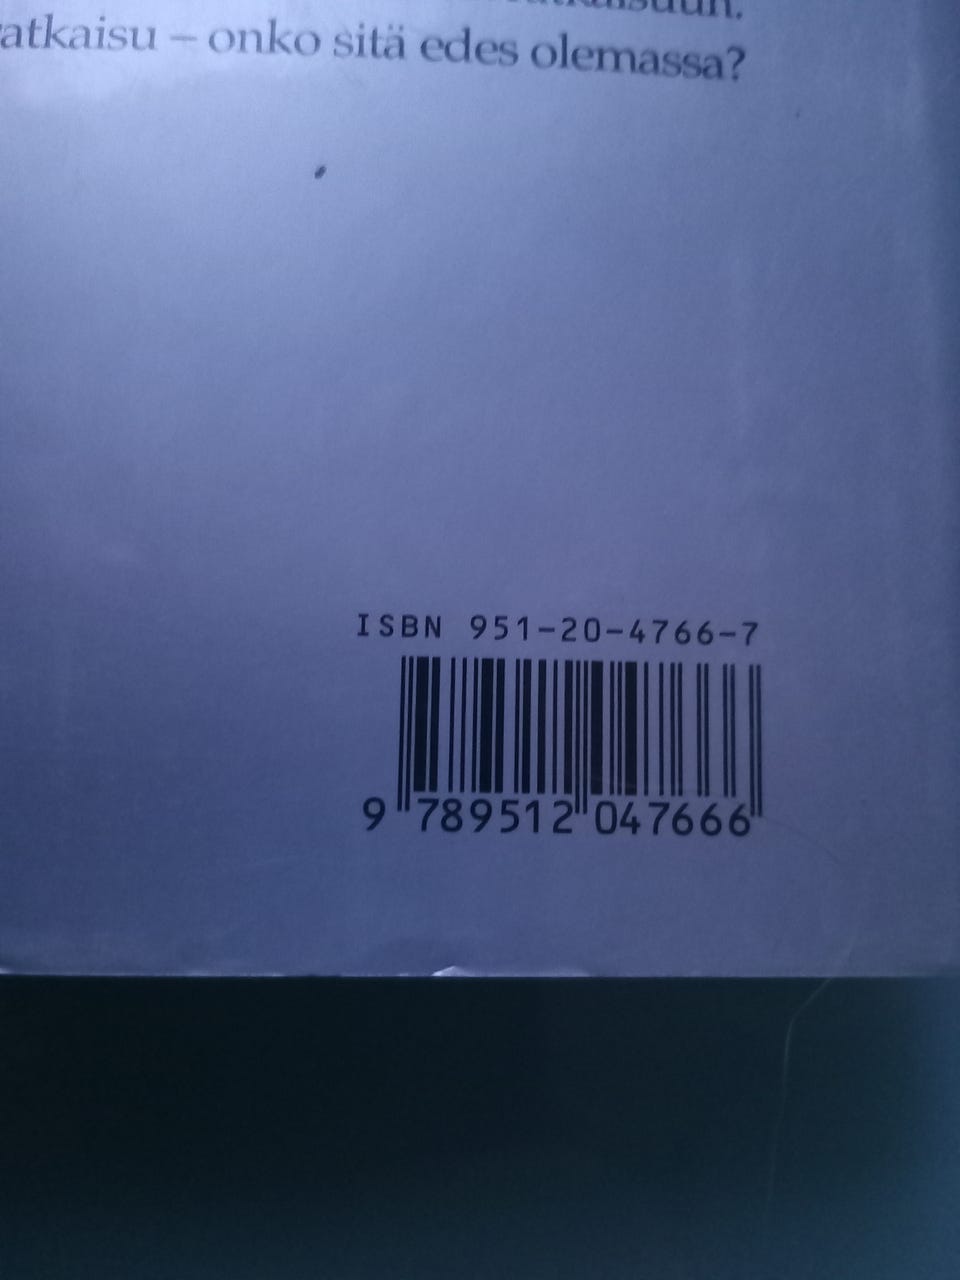 atkaisu – onko sitä edes olemassa?
ISBN 951-20-4766-7
9 789512 047666